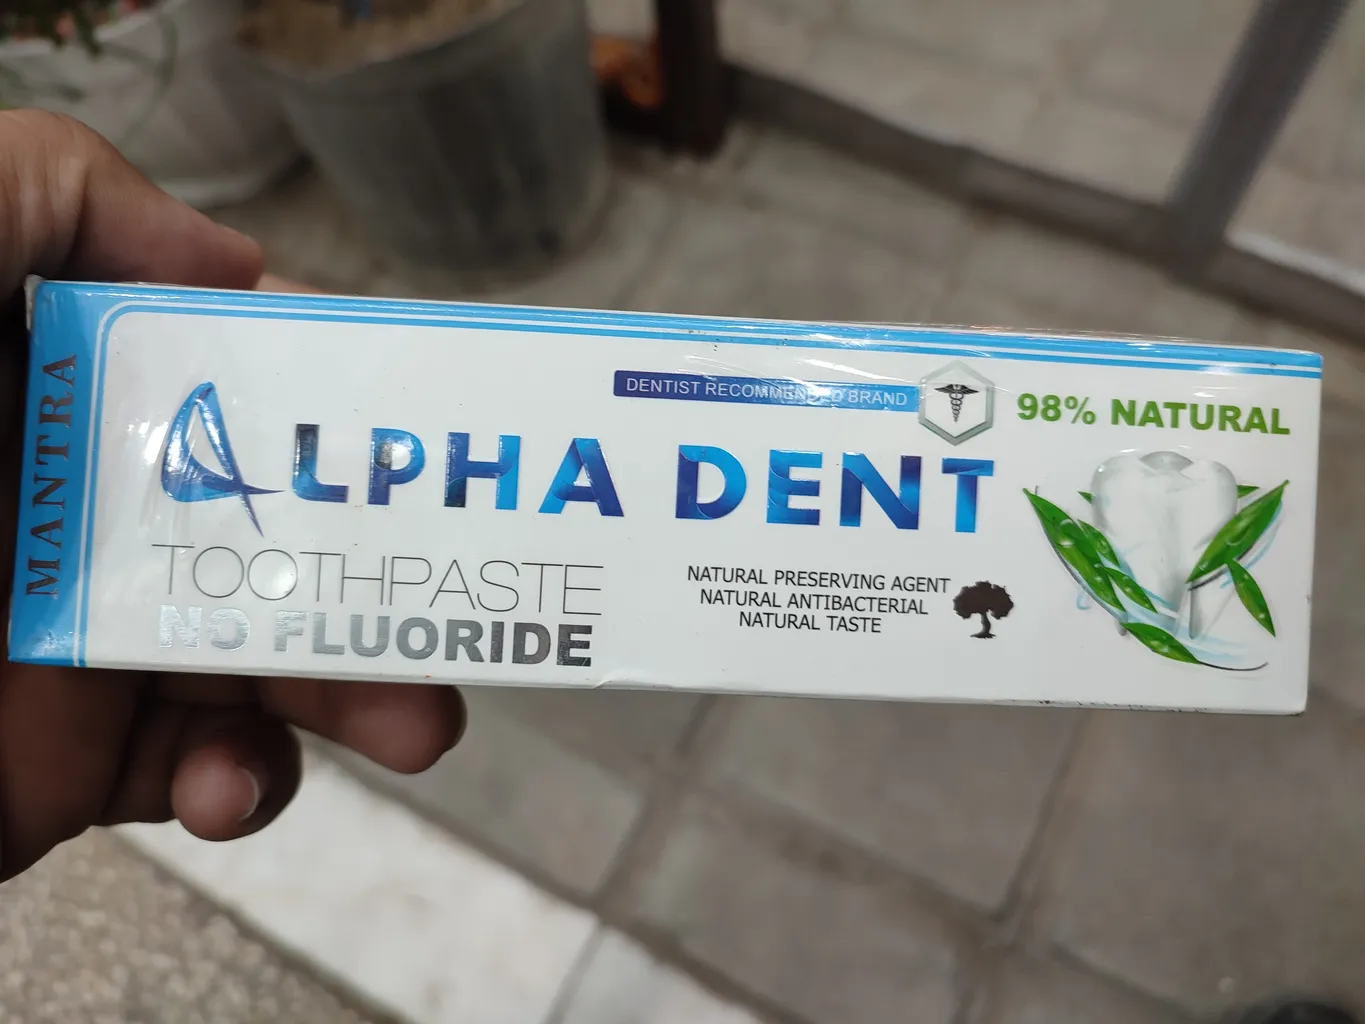 MANTRA
DENTIST RECOMMENDED BRAND
98% NATURAL
ALPHA DENT
TOOTHPASTE
NO FLUORIDE
NATURAL PRESERVING AGENT
NATURAL ANTIBACTERIAL
NATURAL TASTE